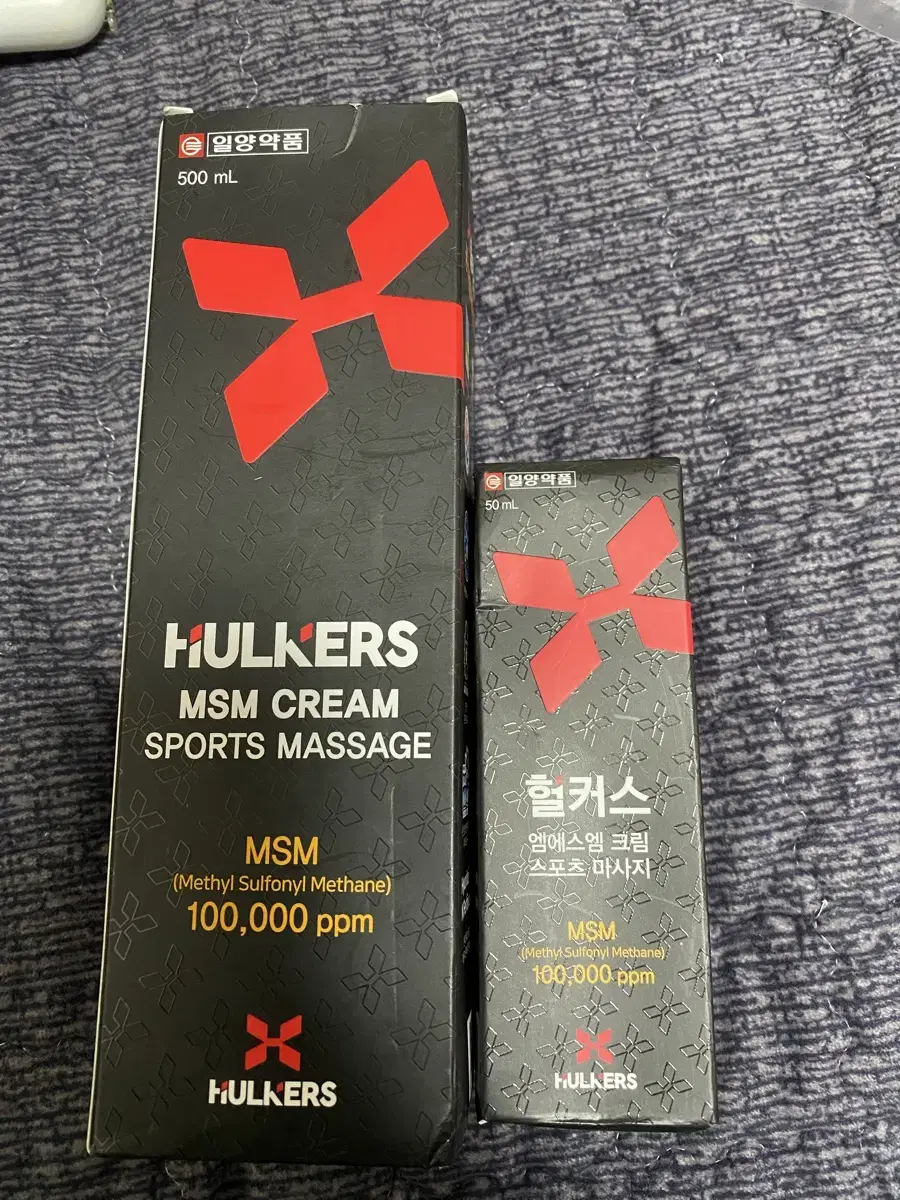 일양약품
500 mL
HULKERS
MSM CREAM
SPORTS MASSAGE
MSM
(Methyl Sulfonyl Methane)
100,000 ppm
HULKERS
일양약품
50 mL
헐커스
엠에스엠 크림
스포츠 마사지
MSM
(Methyl Sulfonyl Methane)
100,000 ppm
HULKERS